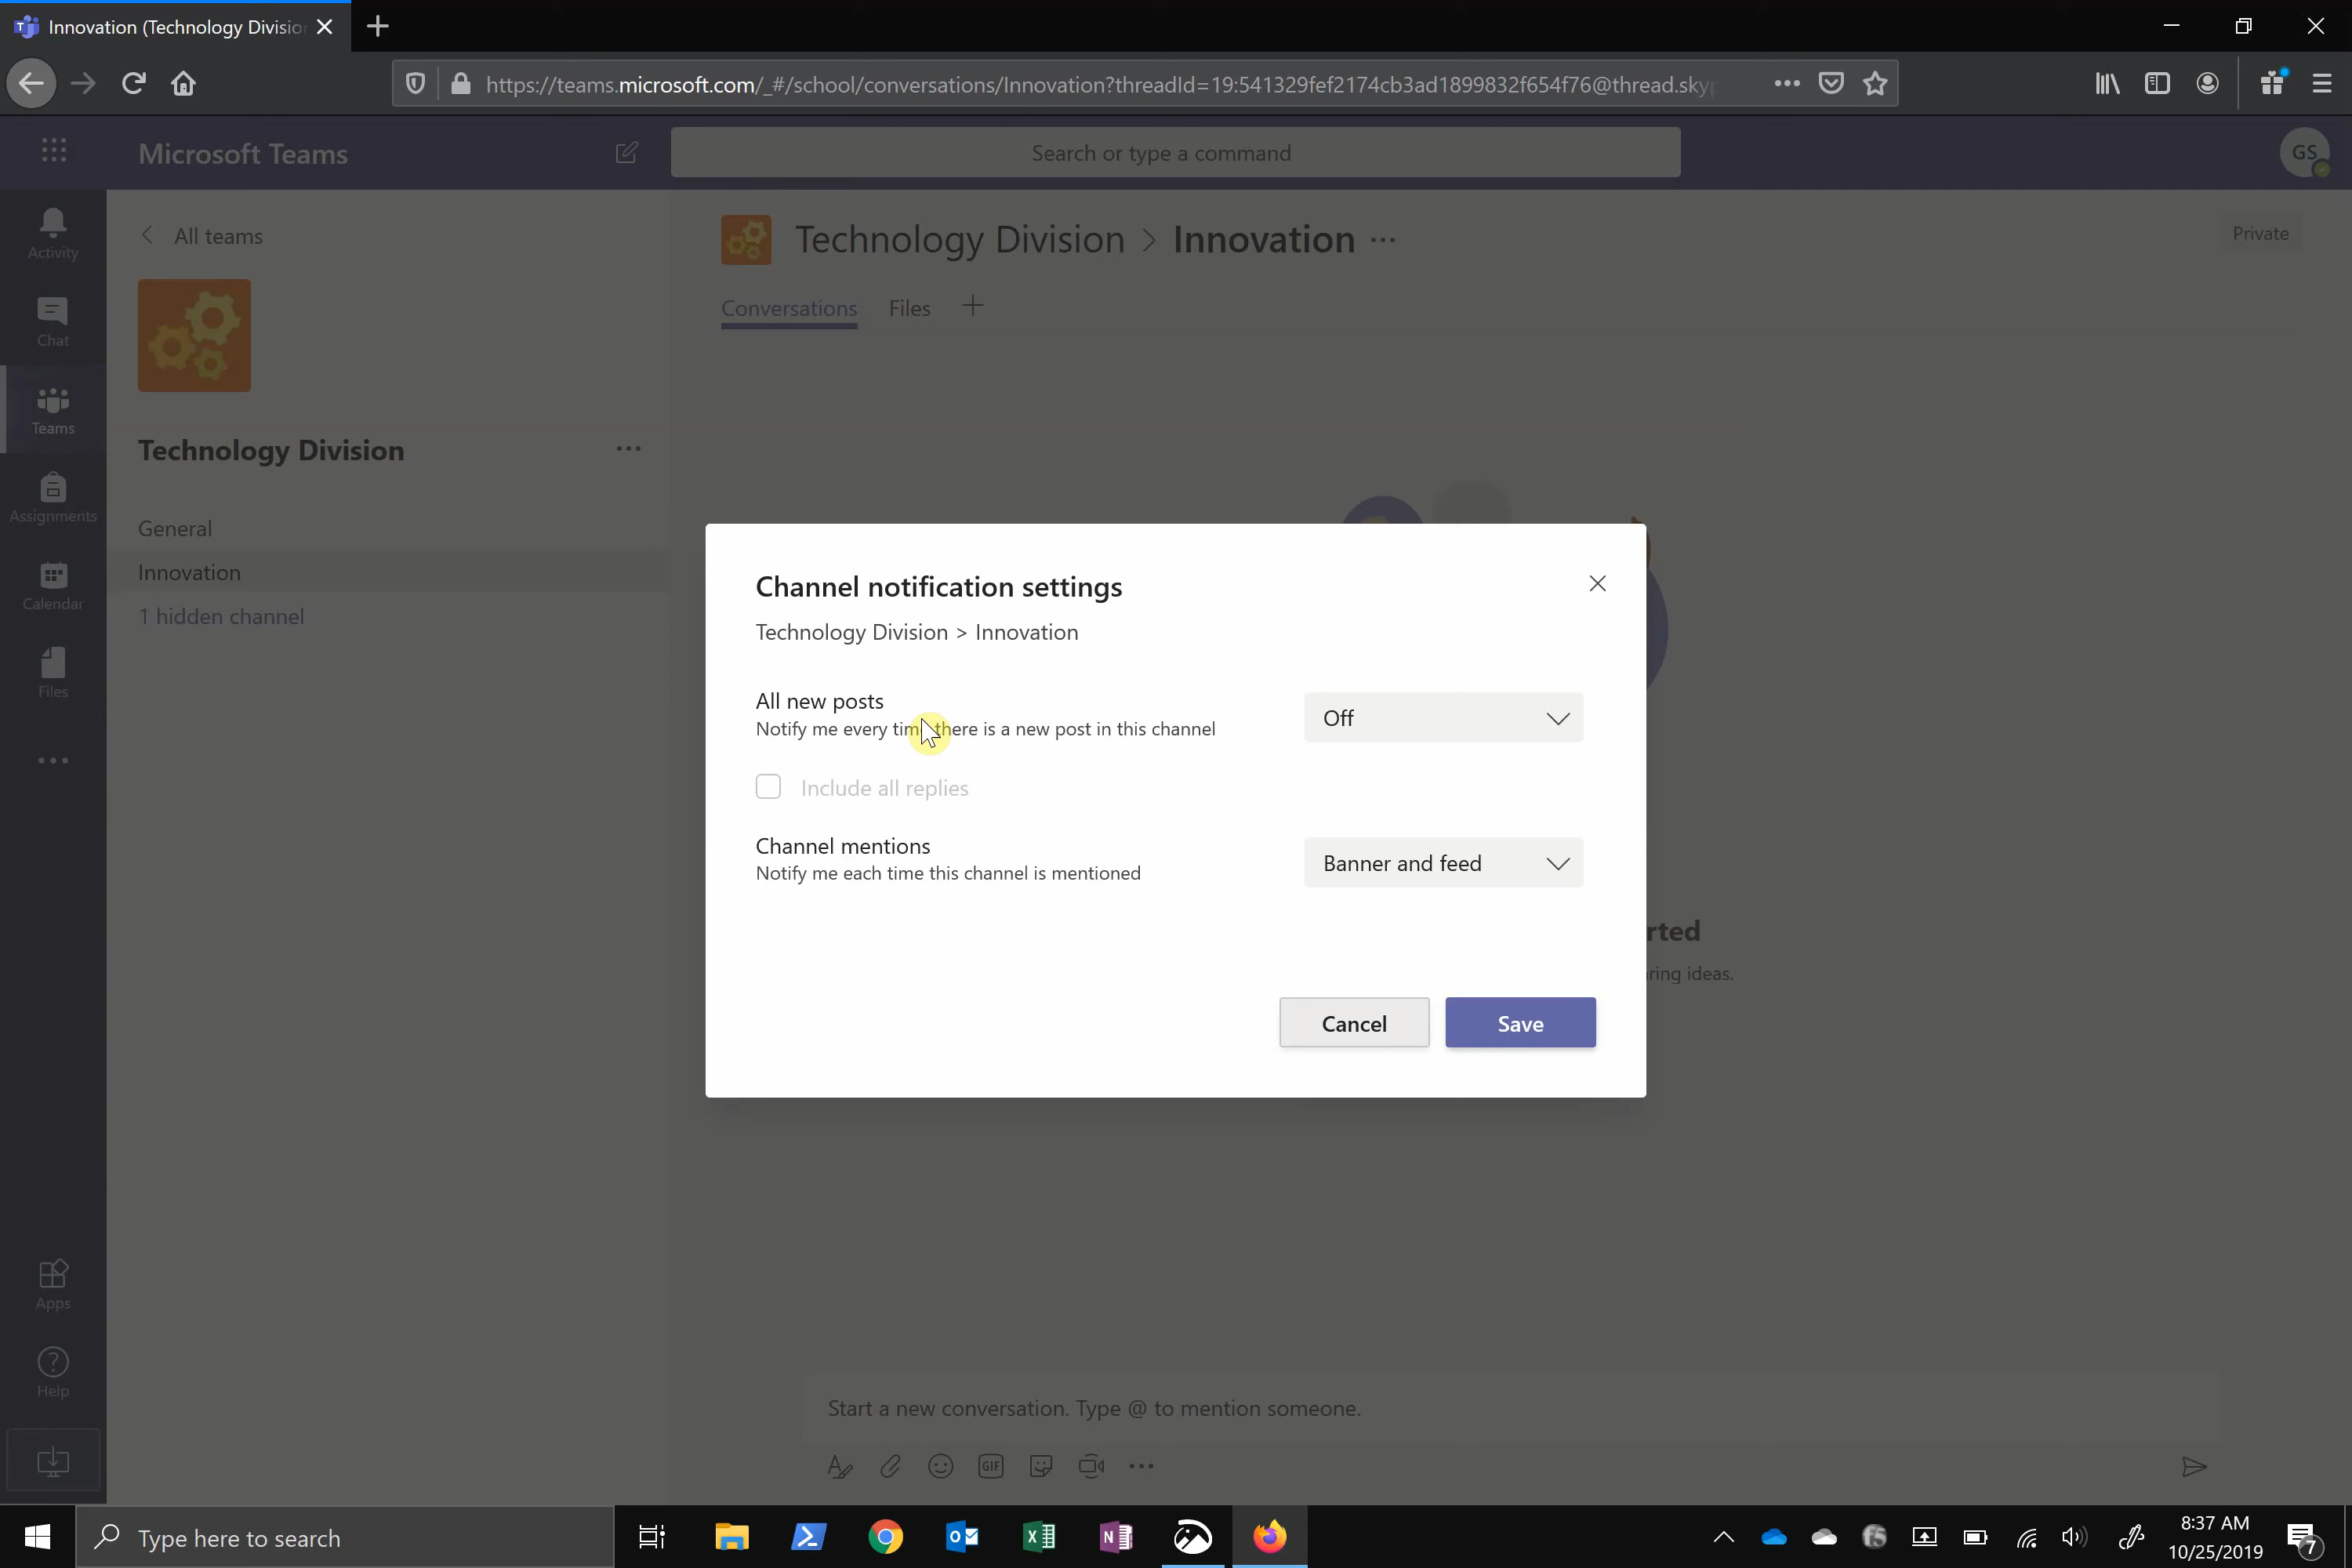 Innovation (Technology Divisio
https://teams.microsoft.com/_#/school/conversations/Innovation?threadId=19:541329fef2174cb3ad1899832f654f76@thread.sky
Microsoft Teams
Search or type a command
GS
Activity
Chat
Teams
Assignments
Calendar
Files
Apps
Help
All teams
Technology Division
General
Innovation
1 hidden channel
Technology Division > Innovation
Private
Conversations Files
Channel notification settings
Technology Division > Innovation
All new posts
Notify me every time there is a new post in this channel
Off
Include all replies
Channel mentions
Notify me each time this channel is mentioned
Banner and feed
Cancel Save
rted
ring ideas.
Start a new conversation. Type @ to mention someone.
GIF
Type here to search
8:37 AM
10/25/2019
7